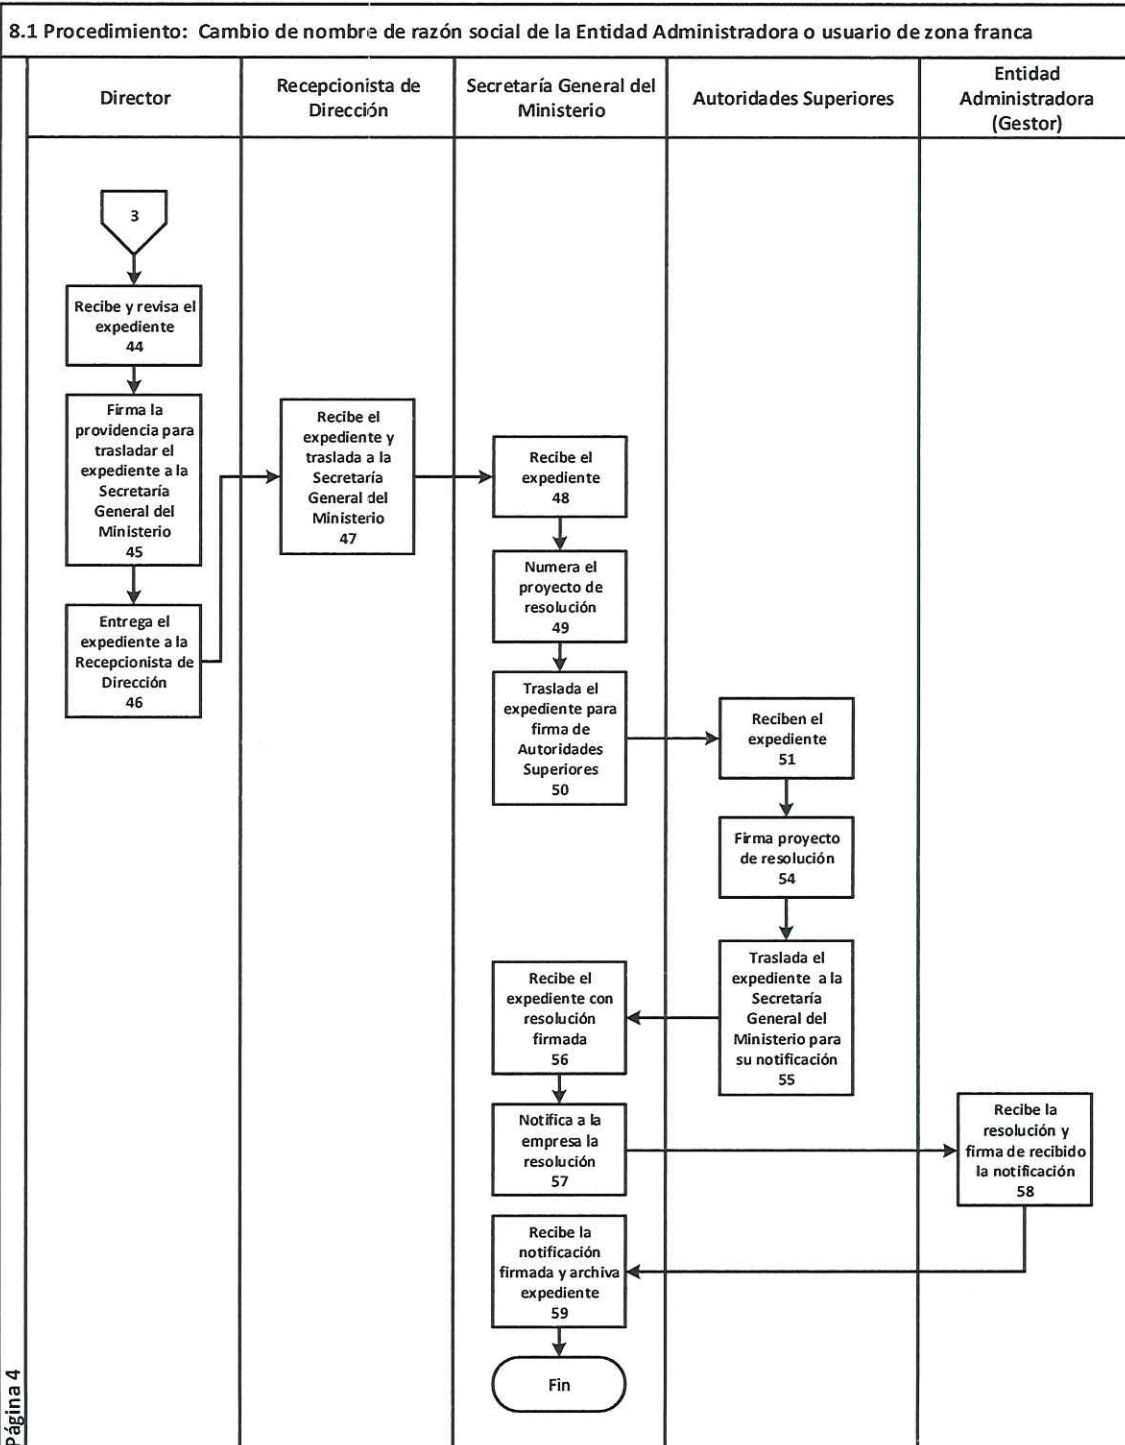 8.1 Procedimiento: Cambio de nombre de razón social de la Entidad Administradora o usuario de zona franca
Director
Recepcionista de
Dirección
Secretaría General del
Ministerio
Autoridades Superiores
Entidad
Administradora
(Gestor)
3
Recibe y revisa el
expediente
44
Firma la
providencia para
trasladar el
expediente a la
Secretaría
General del
Ministerio
45
Entrega el
expediente a la
Recepcionista de
Dirección
46
Recibe el
expediente y
traslada a la
Secretaría
General del
Ministerio
47
Recibe el
expediente
48
Numera el
proyecto de
resolución
49
Traslada el
expediente para
firma de
Autoridades
Superiores
50
Reciben el
expediente
51
Firma proyecto
de resolución
54
Traslada el
expediente a la
Secretaría
General del
Ministerio para
su notificación
55
Recibe el
expediente con
resolución
firmada
56
Notifica a la
empresa la
resolución
57
Recibe la
resolución y
firma de recibido
la notificación
58
Recibe la
notificación
firmada y archiva
expediente
59
Fin
Página 4